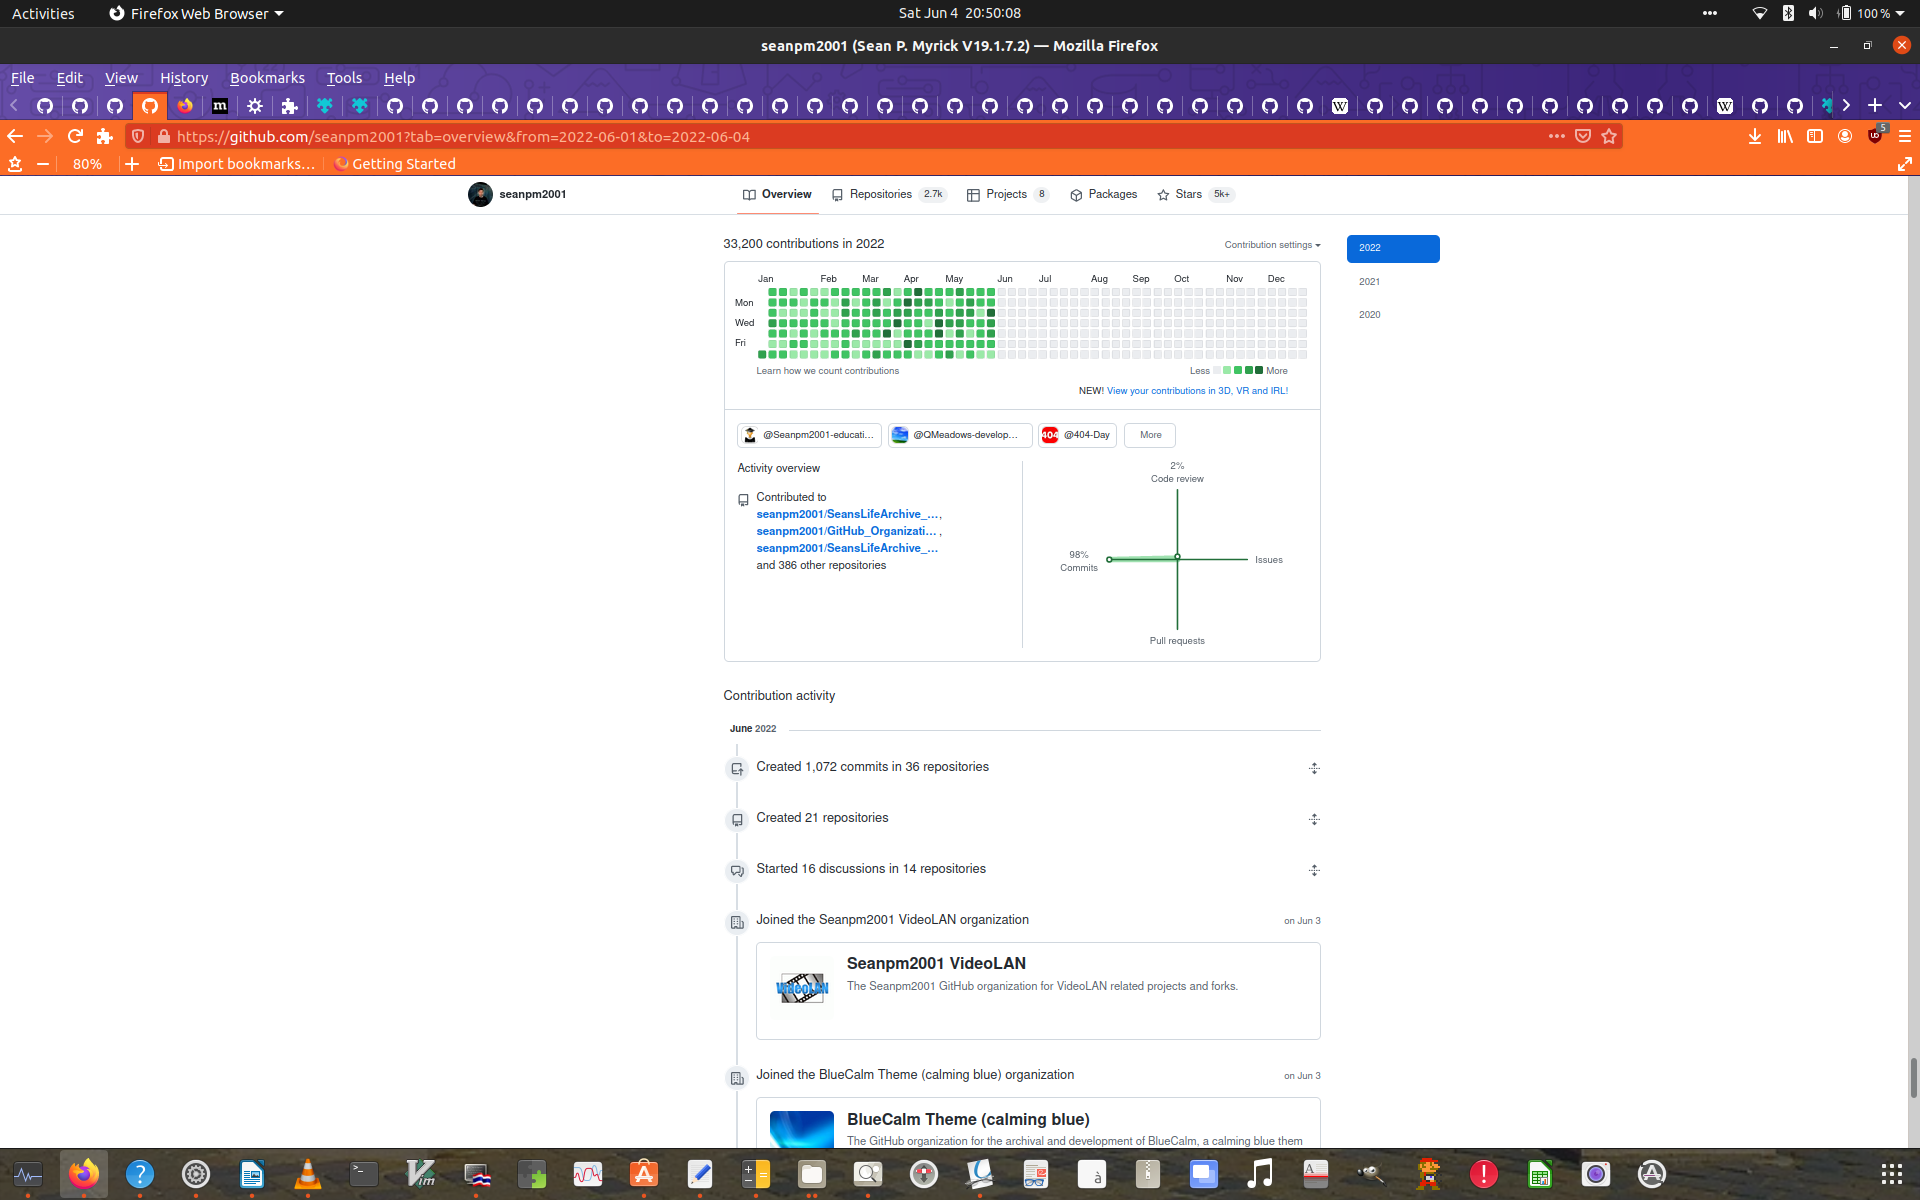 Activities Firefox Web Browser Sat Jun 4 20:50:08 100 %
seanpm2001 (Sean P. Myrick V19.1.7.2) — Mozilla Firefox
File Edit View History Bookmarks Tools Help
https://github.com/seanpm2001?tab=overview&from=2022-06-01&to=2022-06-04 5
80% Import bookmarks… Getting Started
seanpm2001 Overview Repositories 2.7k Projects 8 Packages Stars 5k+
33,200 contributions in 2022 Contribution settings
2022
2021
2020
Jan Feb Mar Apr May Jun Jul Aug Sep Oct Nov Dec
Mon
Wed
Fri
Learn how we count contributions Less More
NEW! View your contributions in 3D, VR and IRL!
@Seanpm2001-educati… @QMeadows-develop… 404 @404-Day More
Activity overview
Contributed to
seanpm2001/SeansLifeArchive_…,
seanpm2001/GitHub_Organizati… ,
seanpm2001/SeansLifeArchive_…
and 386 other repositories
2%
Code review
98%
Commits
Issues
Pull requests
Contribution activity
June 2022
Created 1,072 commits in 36 repositories
Created 21 repositories
Started 16 discussions in 14 repositories
Joined the Seanpm2001 VideoLAN organization on Jun 3
VideoLAN
Seanpm2001 VideoLAN
The Seanpm2001 GitHub organization for VideoLAN related projects and forks.
Joined the BlueCalm Theme (calming blue) organization on Jun 3
BlueCalm Theme (calming blue)
The GitHub organization for the archival and development of BlueCalm, a calming blue them